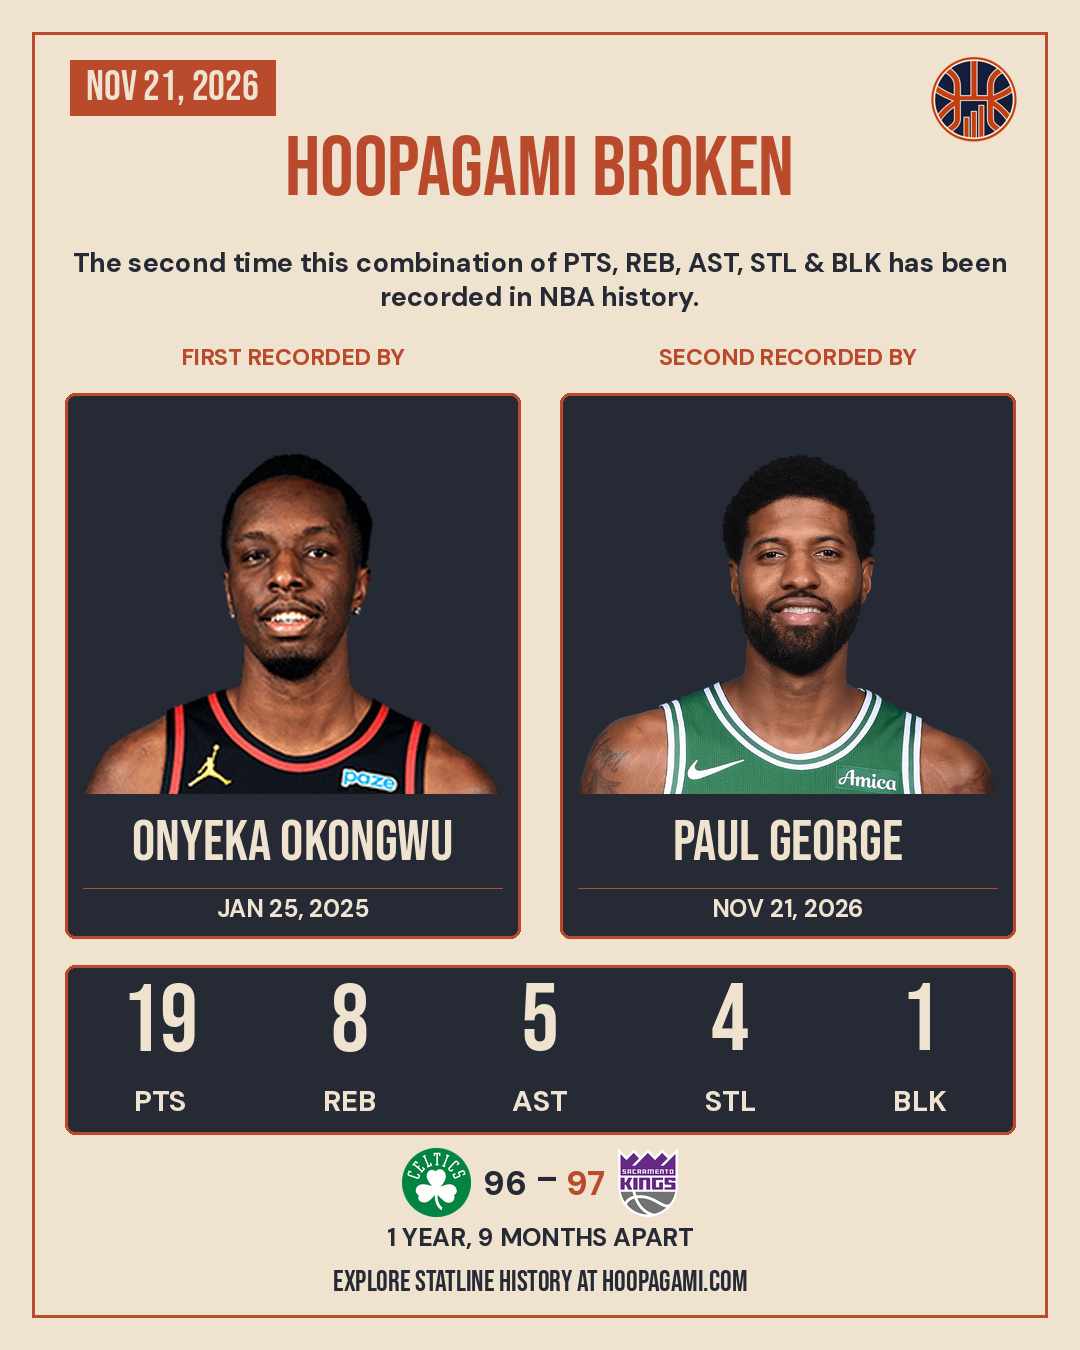 NOV 21, 2026
HOOPAGAMI BROKEN
The second time this combination of PTS, REB, AST, STL & BLK has been
recorded in NBA history.
FIRST RECORDED BY
SECOND RECORDED BY
paze
Amica
ONYEKA OKONGWU
PAUL GEORGE
JAN 25, 2025
NOV 21, 2026
19 8 5 4 1
PTS REB AST STL BLK
CELTICS
96 – 97
SACRAMENTO
KINGS
1 YEAR, 9 MONTHS APART
EXPLORE STATLINE HISTORY AT HOOPAGAMI.COM